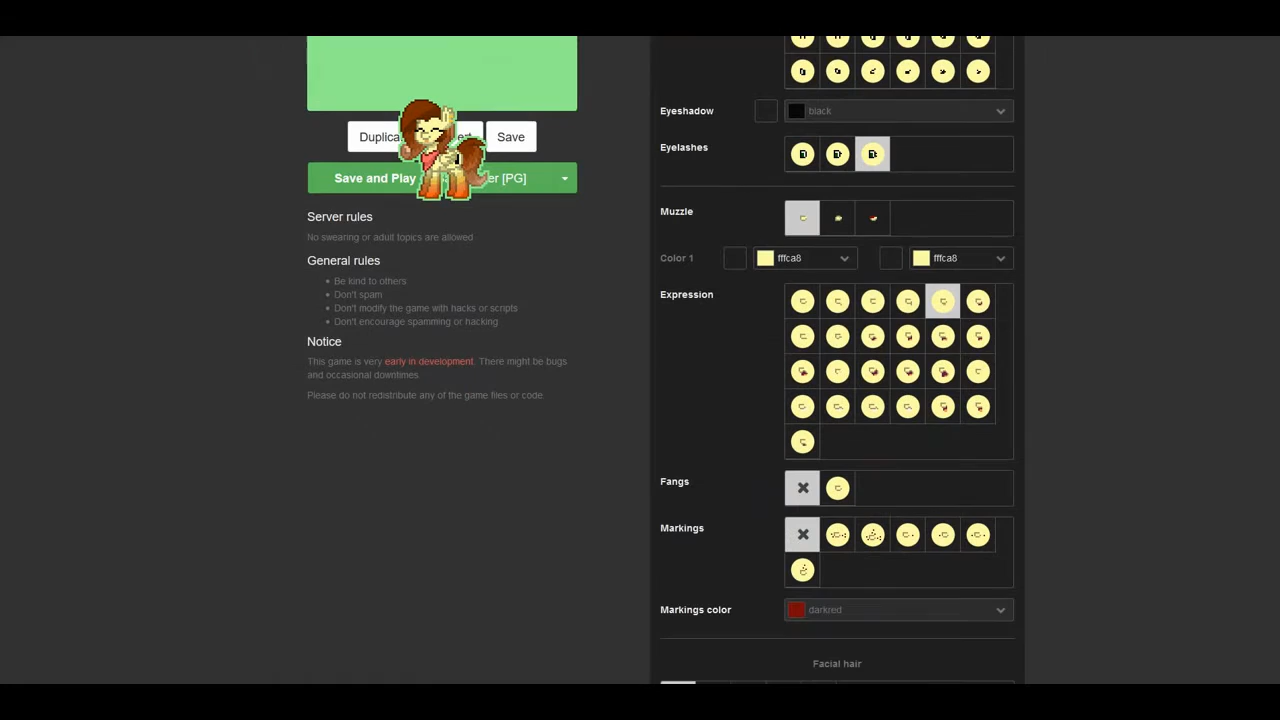 Duplica
ert
Save
Save and Play
er [PG]
Server rules
No swearing or adult topics are allowed
General rules
Be kind to others
Don't spam
Don't modify the game with hacks or scripts
Don't encourage spamming or hacking
Notice
This game is very early in development. There might be bugs
and occasional downtimes.
Please do not redistribute any of the game files or code.
Eyeshadow
black
Eyelashes
Muzzle
Color 1
fffca8
fffca8
Expression
Fangs
Markings
Markings color
darkred
Facial hair